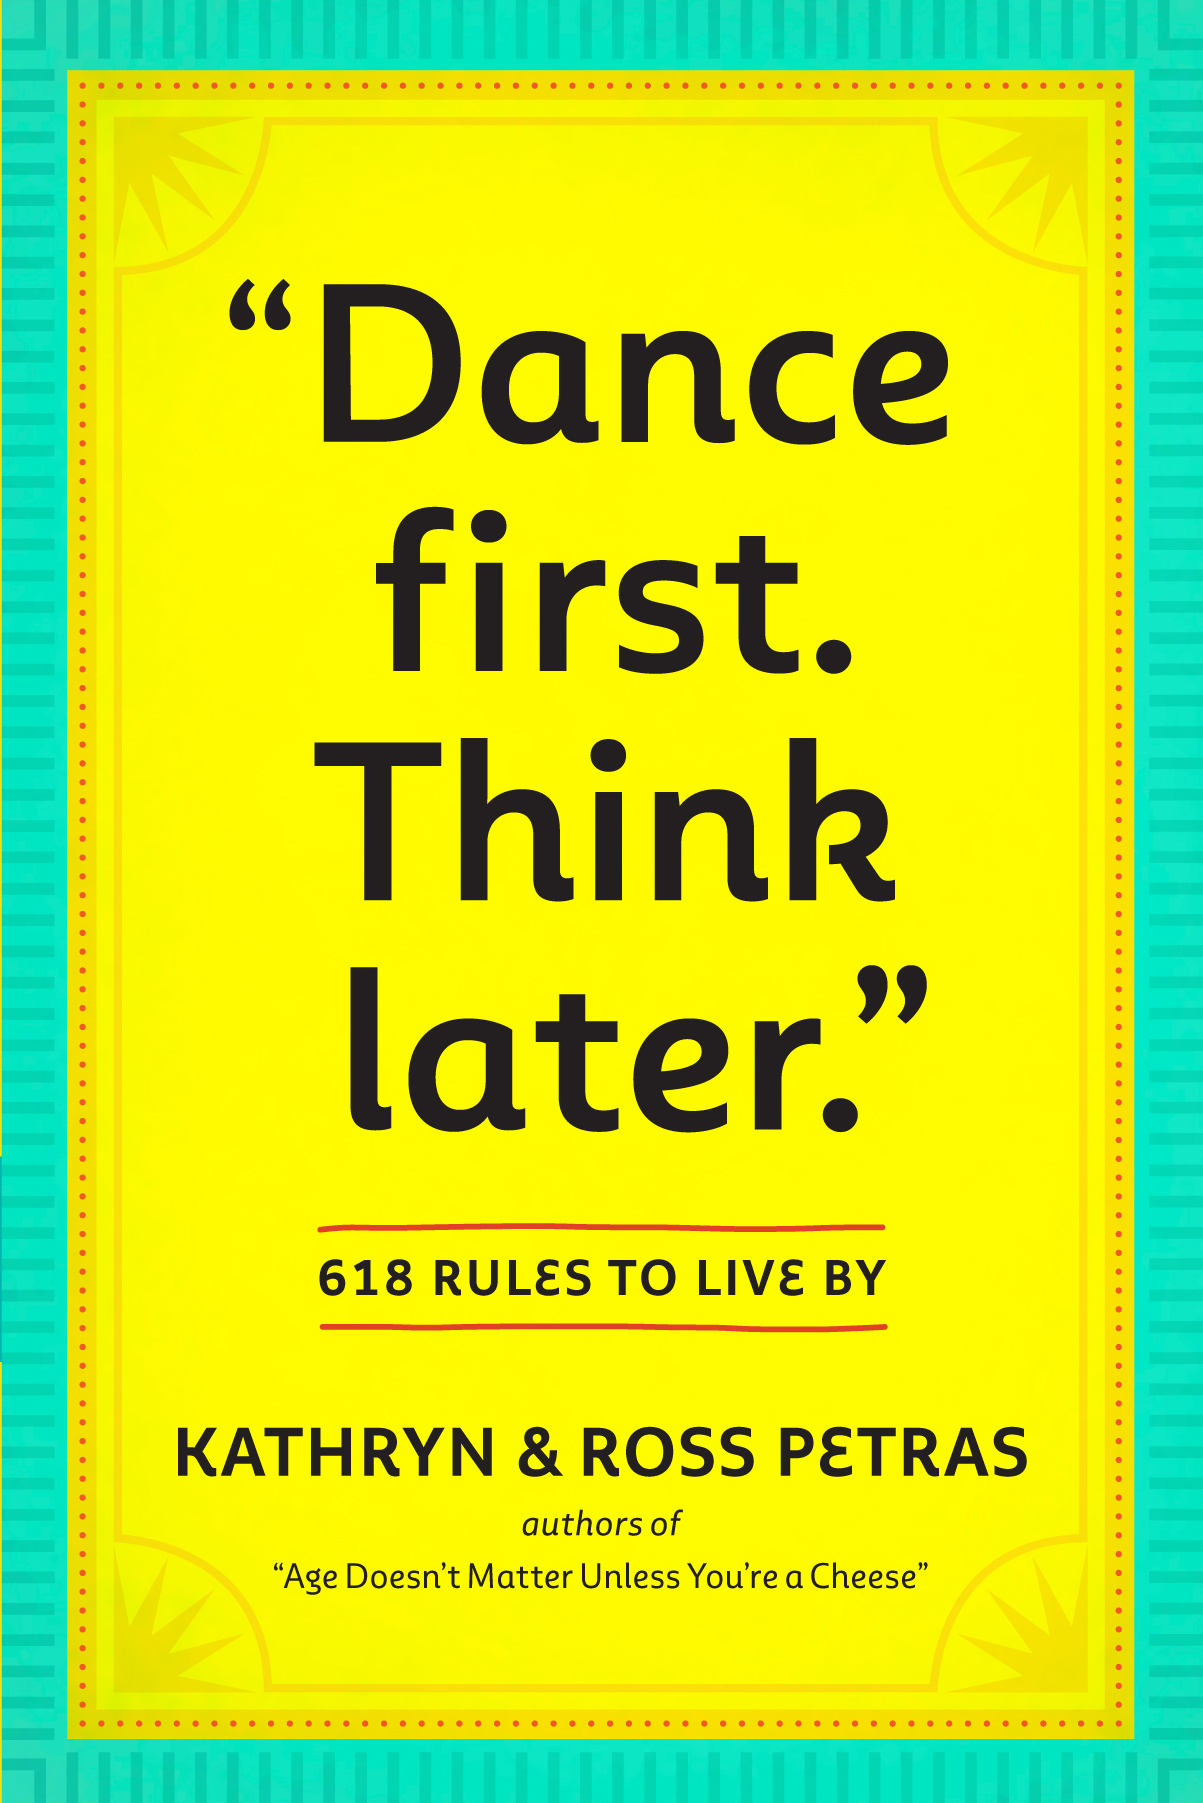 “Dance
first.
Think
later.”
618 RULES TO LIVE BY
KATHRYN & ROSS PETRAS
authors of
“Age Doesn’t Matter Unless You’re a Cheese”